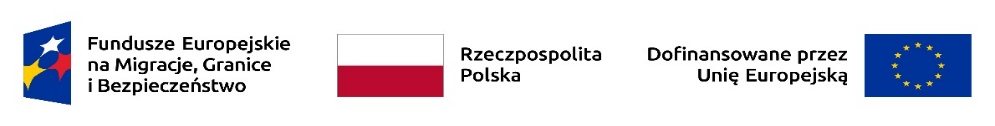 Fundusze Europejskie
na Migracje, Granice
i Bezpieczeństwo
Rzeczpospolita
Polska
Dofinansowane przez
Unię Europejską